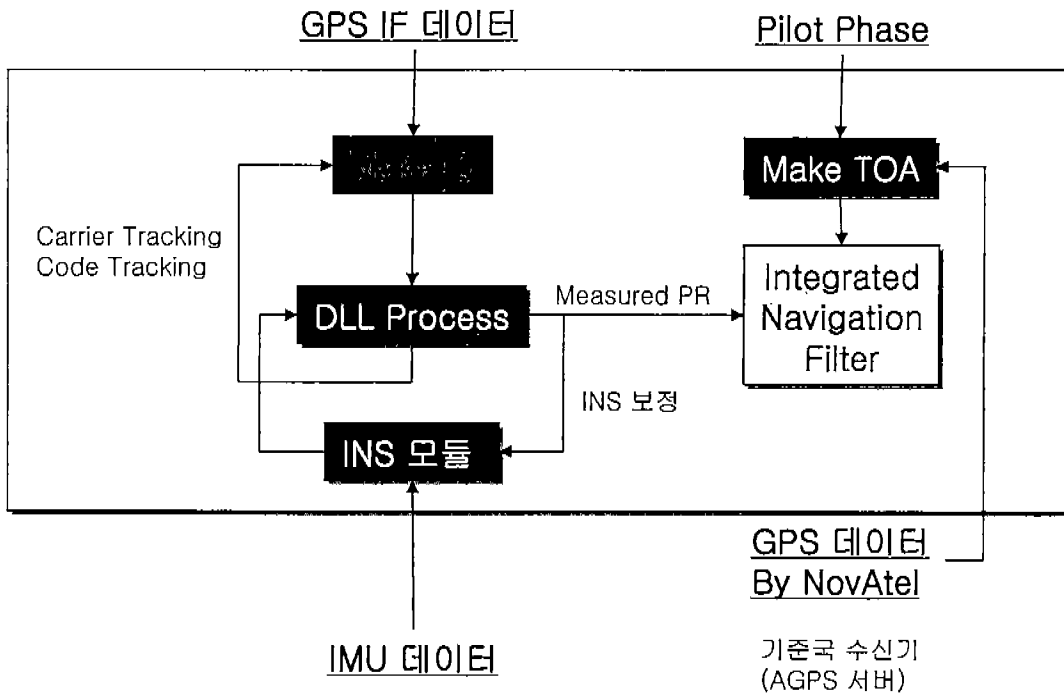 GPS IF 데이터
Pilot Phase
Make TOA
Carrier Tracking
Code Tracking
DLL Process
Measured PR
Integrated
Navigation
Filter
INS 보정
INS 모듈
GPS 데이터
By NovAtel
IMU 데이터
기준국 수신기
(AGPS 서버)